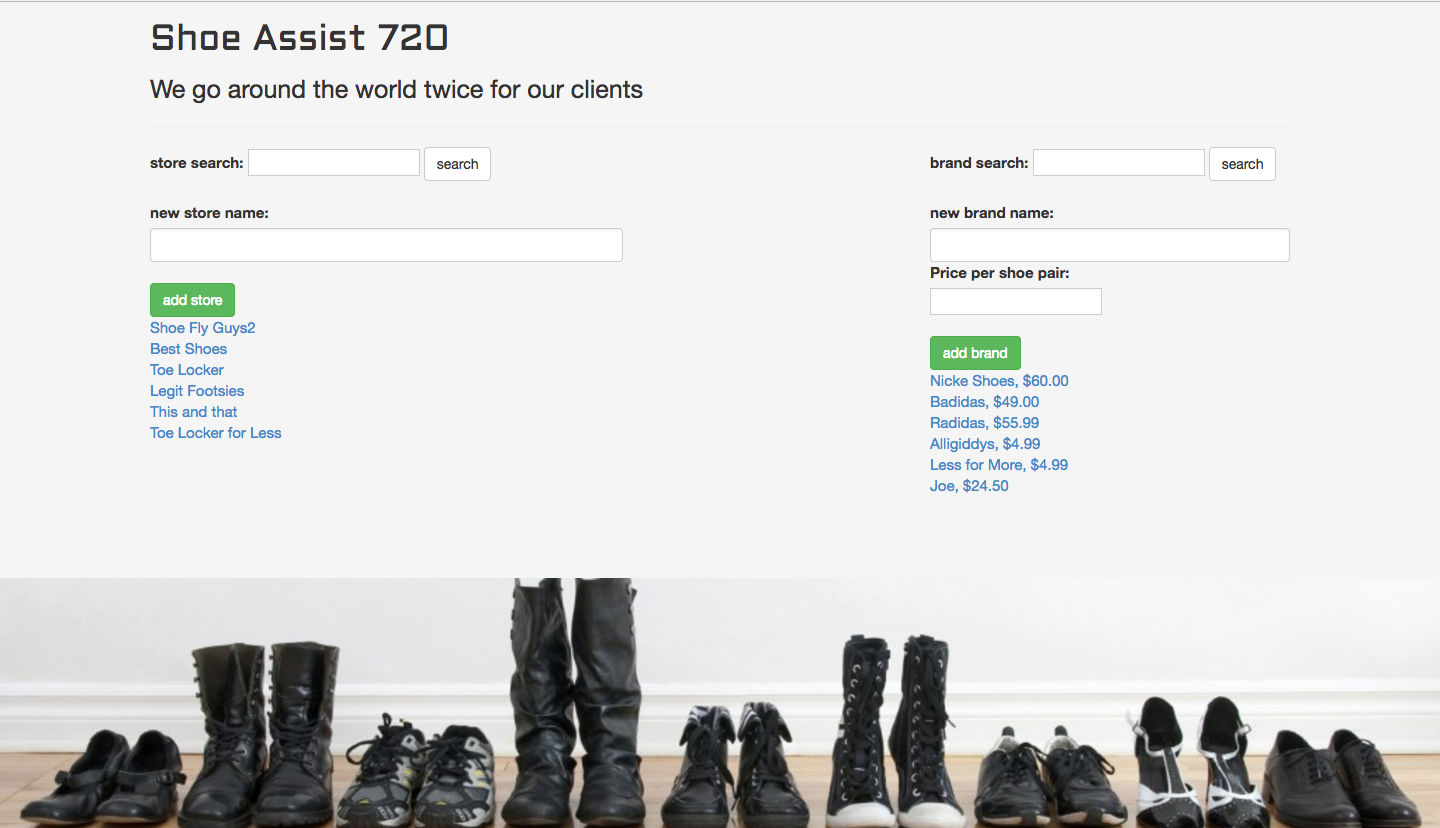 Shoe Assist 720
We go around the world twice for our clients
store search: search
new store name:
add store
Shoe Fly Guys2
Best Shoes
Toe Locker
Legit Footsies
This and that
Toe Locker for Less
brand search: search
new brand name:
Price per shoe pair:
add brand
Nicke Shoes, $60.00
Badidas, $49.00
Radidas, $55.99
Alligiddys, $4.99
Less for More, $4.99
Joe, $24.50